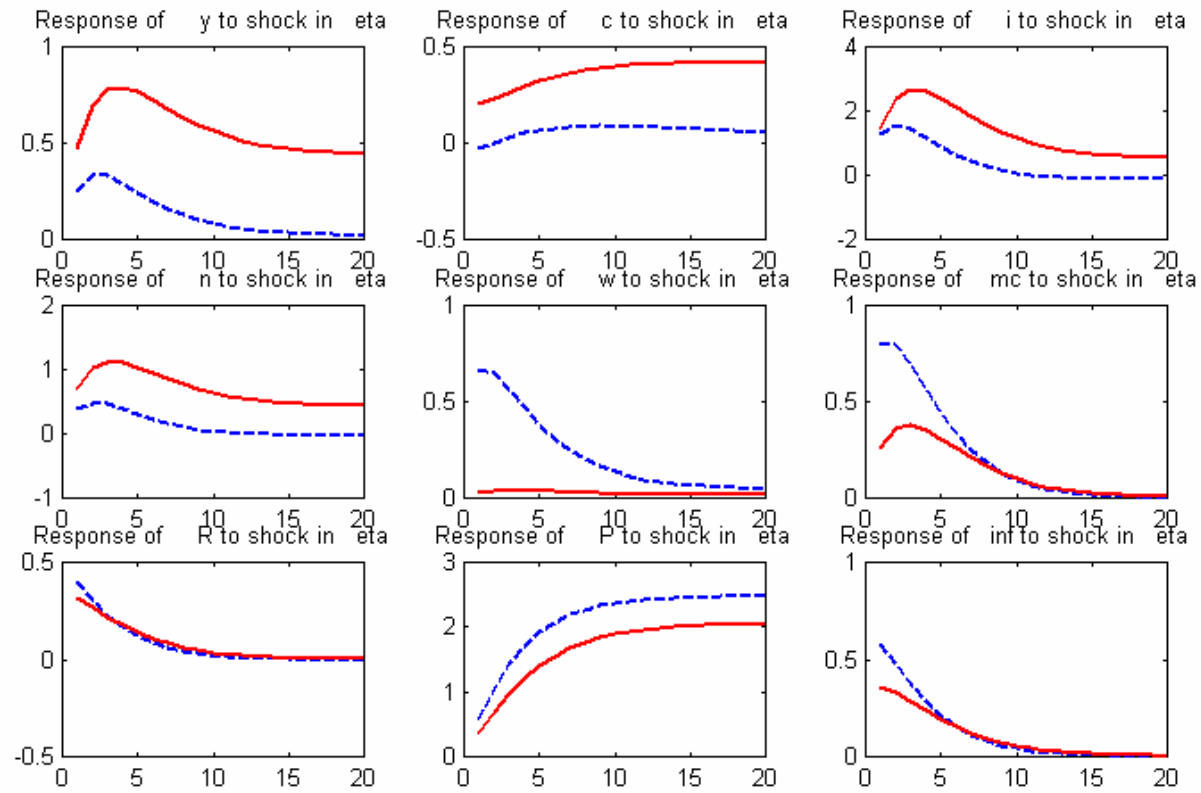 Response of y to shock in eta
Response of c to shock in eta
Response of i to shock in eta
1
0.5
0
0.5
0
-0.5
4
2
0
-2
0 5 10 15 20
0 5 10 15 20
0 5 10 15 20
Response of n to shock in eta
Response of w to shock in eta
Response of mc to shock in eta
2
1
0
-1
1
0.5
0
1
0.5
0
0 5 10 15 20
0 5 10 15 20
0 5 10 15 20
Response of R to shock in eta
Response of P to shock in eta
Response of inf to shock in eta
0.5
0
-0.5
3
2
1
0
1
0.5
0
0 5 10 15 20
0 5 10 15 20
0 5 10 15 20